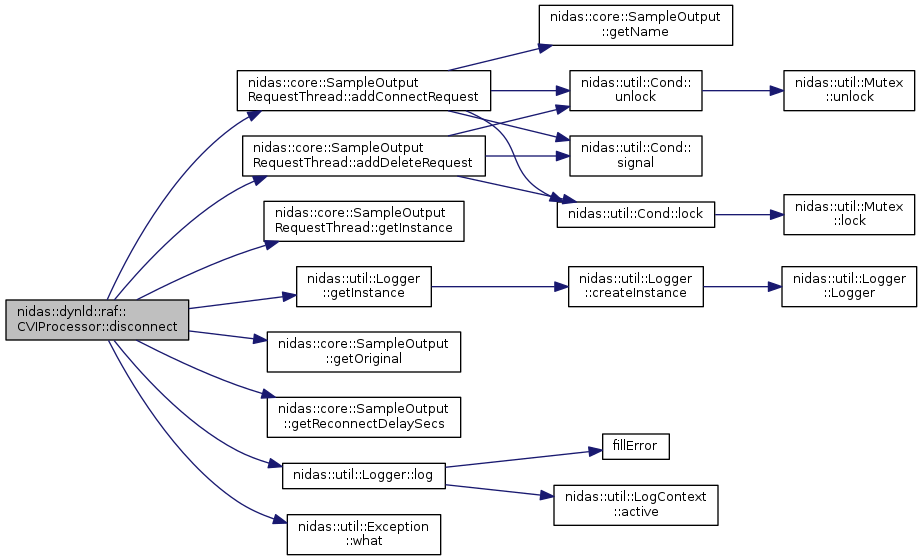 nidas::core::SampleOutput
::getName
nidas::core::SampleOutput
RequestThread::addConnectRequest
nidas::util::Cond::
unlock
nidas::util::Mutex
::unlock
nidas::core::SampleOutput
RequestThread::addDeleteRequest
nidas::util::Cond::
signal
nidas::util::Cond::lock
nidas::util::Mutex
::lock
nidas::core::SampleOutput
RequestThread::getInstance
nidas::util::Logger
::getInstance
nidas::util::Logger
::createInstance
nidas::util::Logger
::Logger
nidas::dynld::raf::
CVIProcessor::disconnect
nidas::core::SampleOutput
::getOriginal
nidas::core::SampleOutput
::getReconnectDelaySecs
nidas::util::Logger::log
fillError
nidas::util::LogContext
::active
nidas::util::Exception
::what